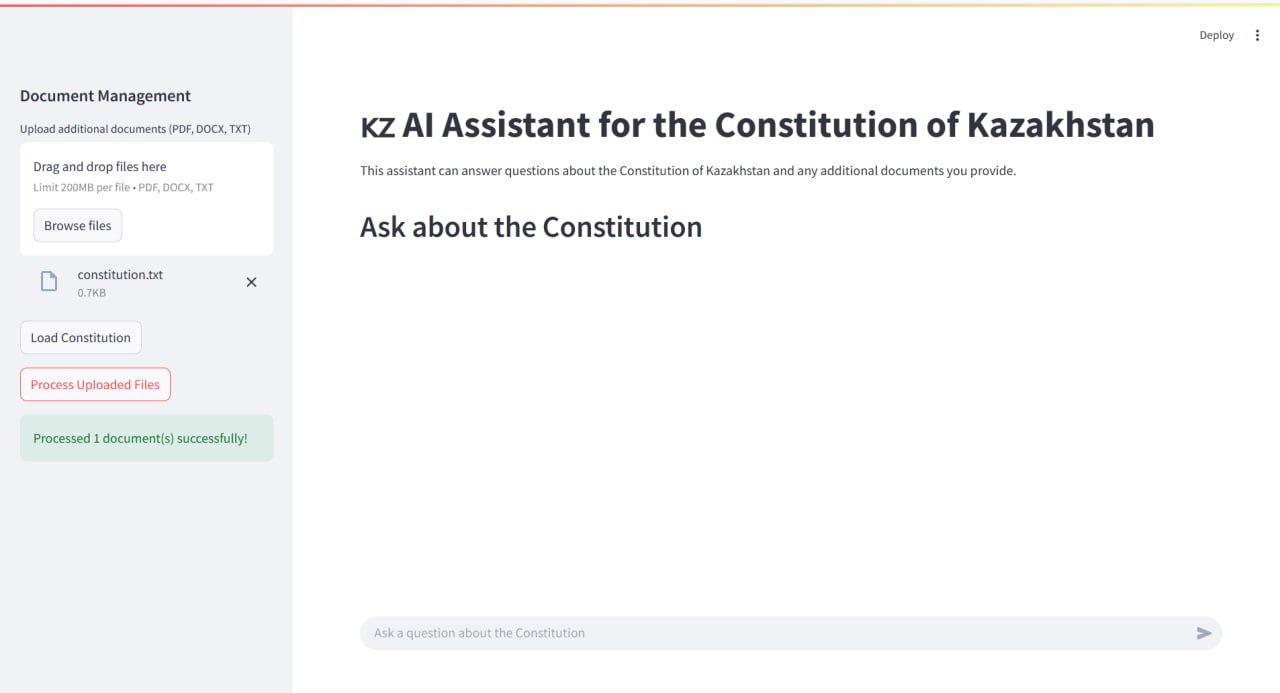 Deploy
Document Management
Upload additional documents (PDF, DOCX, TXT)
Drag and drop files here
Limit 200MB per file • PDF, DOCX, TXT
Browse files
constitution.txt
0.7KB
Load Constitution
Process Uploaded Files
Processed 1 document(s) successfully!
KZ AI Assistant for the Constitution of Kazakhstan
This assistant can answer questions about the Constitution of Kazakhstan and any additional documents you provide.
Ask about the Constitution
Ask a question about the Constitution